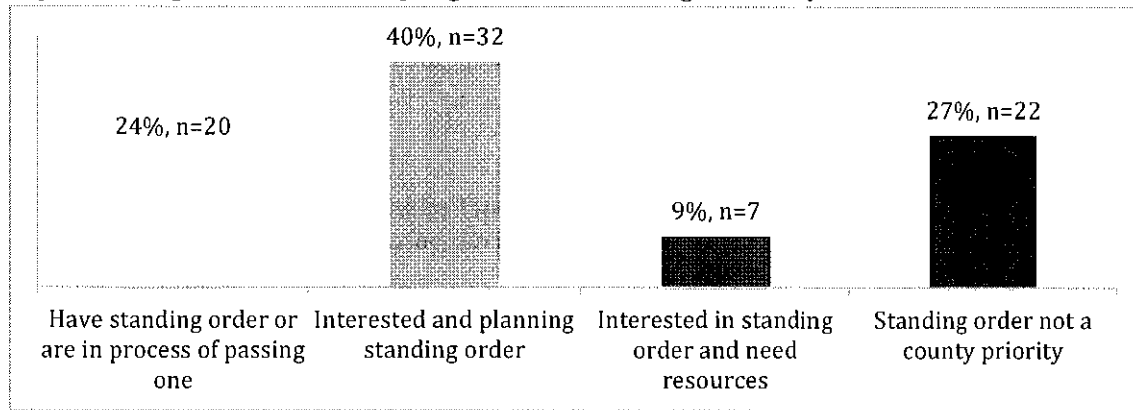 40%, n=32
24%, n=20
27%, n=22
9%, n=7
Have standing order or
are in process of passing
one
Interested and planning
standing order
Interested in standing
order and need
resources
Standing order not a
county priority